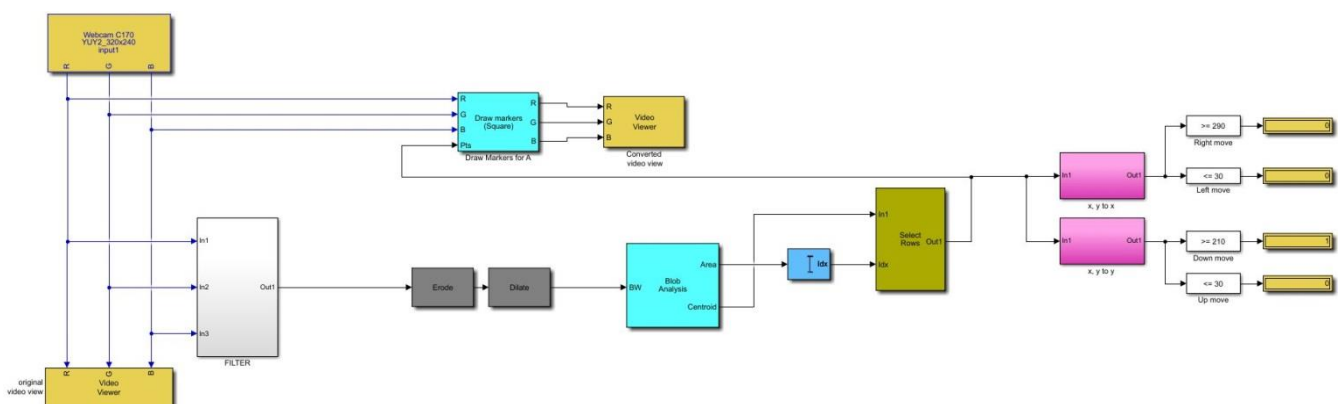 Webcam C170
YUY2_320x240
input1
R G B
R
G
B
Pts
Draw markers
(Square)
R
G
B
Draw Markers for A
R
G
B
Video
Viewer
Converted
video view
In1
In2
In3
Out1
FILTER
Erode
Dilate
BW
Blob
Analysis
Area
Centroid
Idx
In1
Idx
Select
Rows
Out1
In1
Out1
x, y to x
In1
Out1
x, y to y
>= 290
Right move
0
<= 30
Left move
0
>= 210
Down move
1
<= 30
Up move
0
original
video view
R G B
Video
Viewer